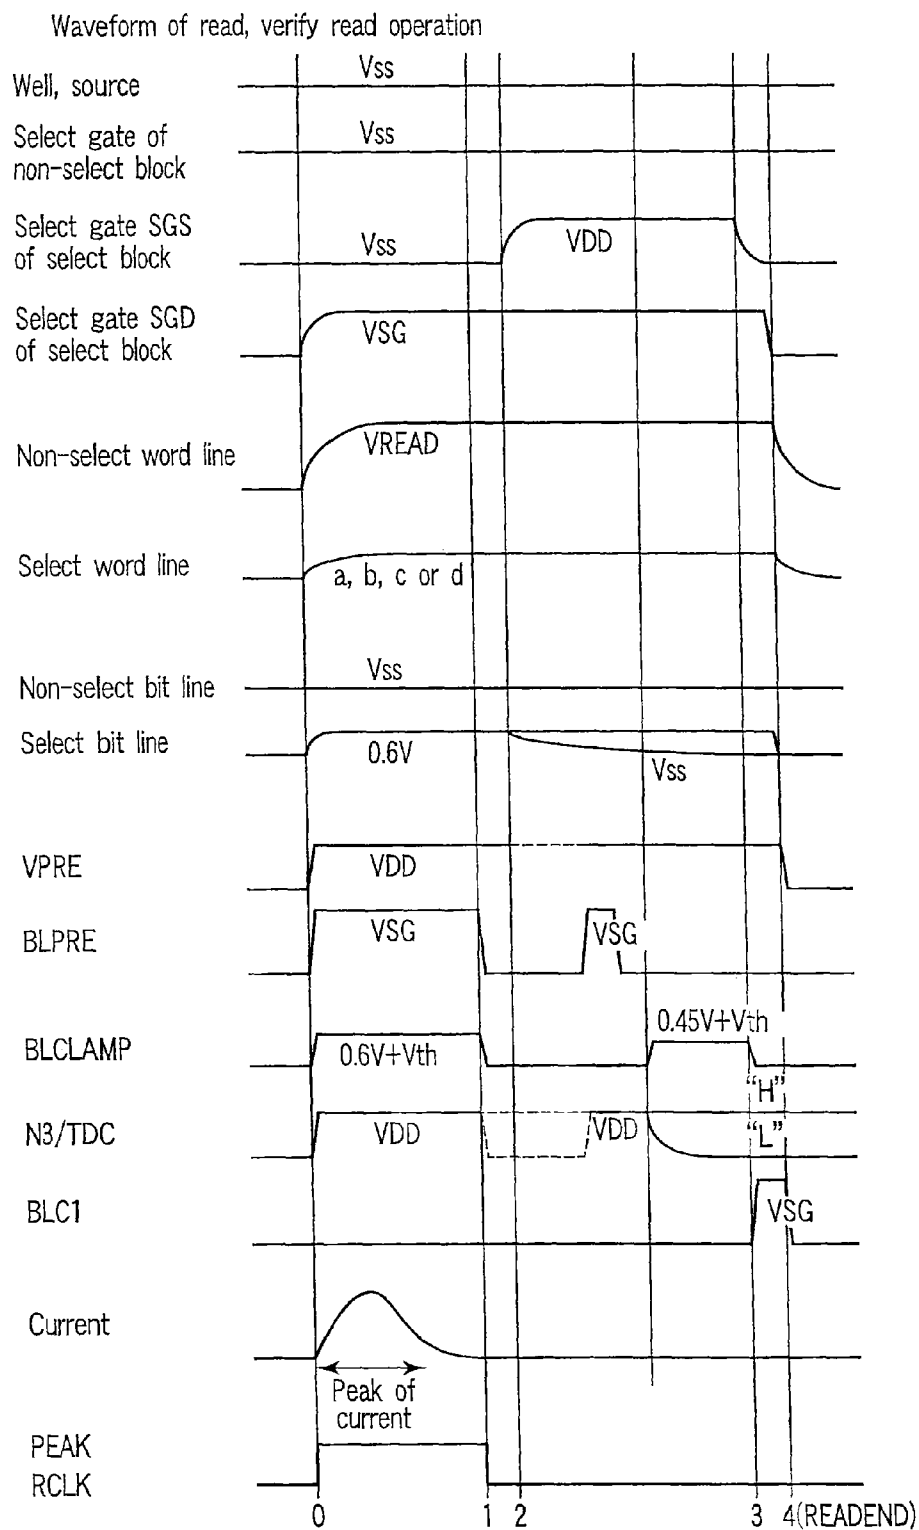 Waveform of read, verify read operation
Well, source
Vss
Select gate of
non-select block
Vss
Select gate SGS
of select block
Vss
VDD
Select gate SGD
of select block
VSG
Non-select word line
VREAD
Select word line
a, b, c or d
Non-select bit line
Vss
Select bit line
0.6V
Vss
VPRE
VDD
BLPRE
VSG
VSG
BLCLAMP
0.6V+Vth
0.45V+Vth
N3/TDC
VDD
VDD
“H”
“L”
BLC1
VSG
Current
Peak of
current
PEAK
RCLK
0 1 2 3 4(READEND)